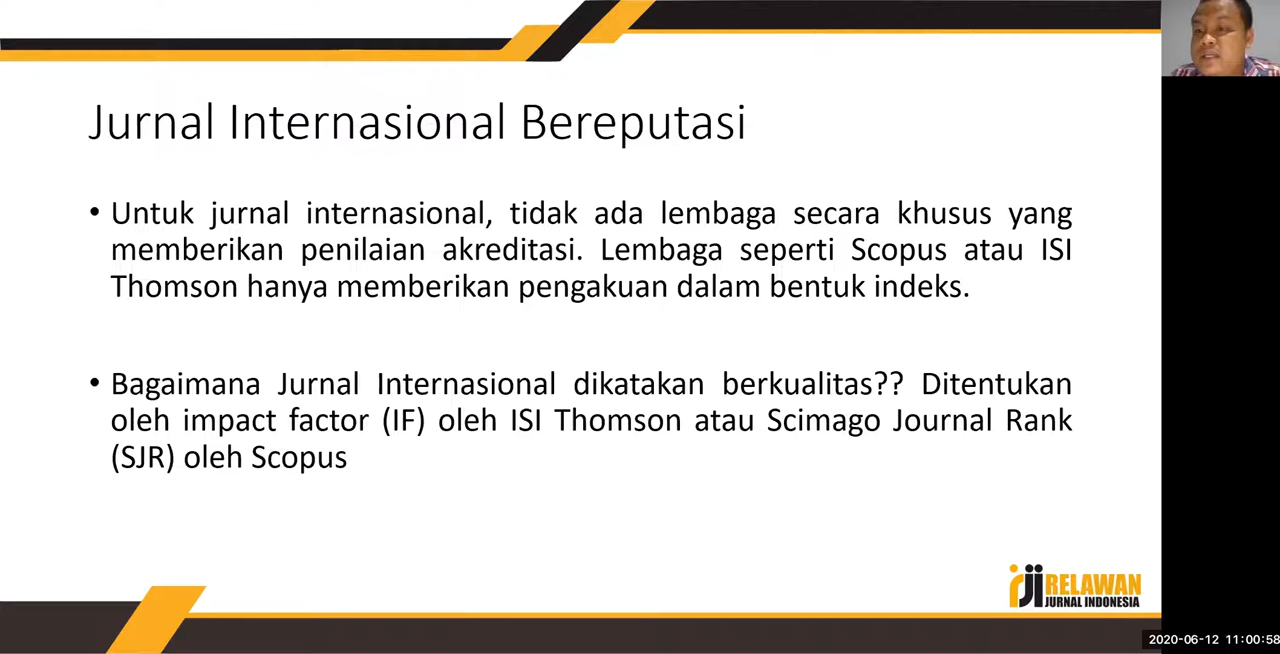 Jurnal Internasional Bereputasi
• Untuk jurnal internasional, tidak ada lembaga secara khusus yang
memberikan penilaian akreditasi. Lembaga seperti Scopus atau ISI
Thomson hanya memberikan pengakuan dalam bentuk indeks.
• Bagaimana Jurnal Internasional dikatakan berkualitas?? Ditentukan
oleh impact factor (IF) oleh ISI Thomson atau Scimago Journal Rank
(SJR) oleh Scopus
rji RELAWAN
JURNAL INDONESIA
2020-06-12 11:00:58